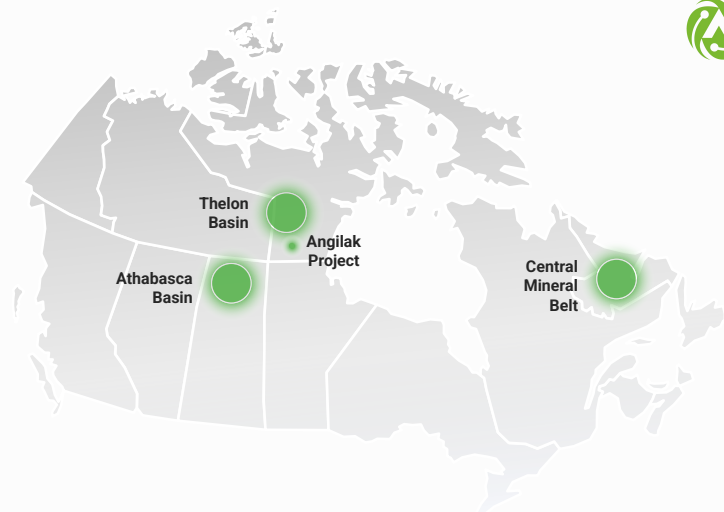 Thelon
Basin
Angilak
Project
Athabasca
Basin
Central
Mineral
Belt